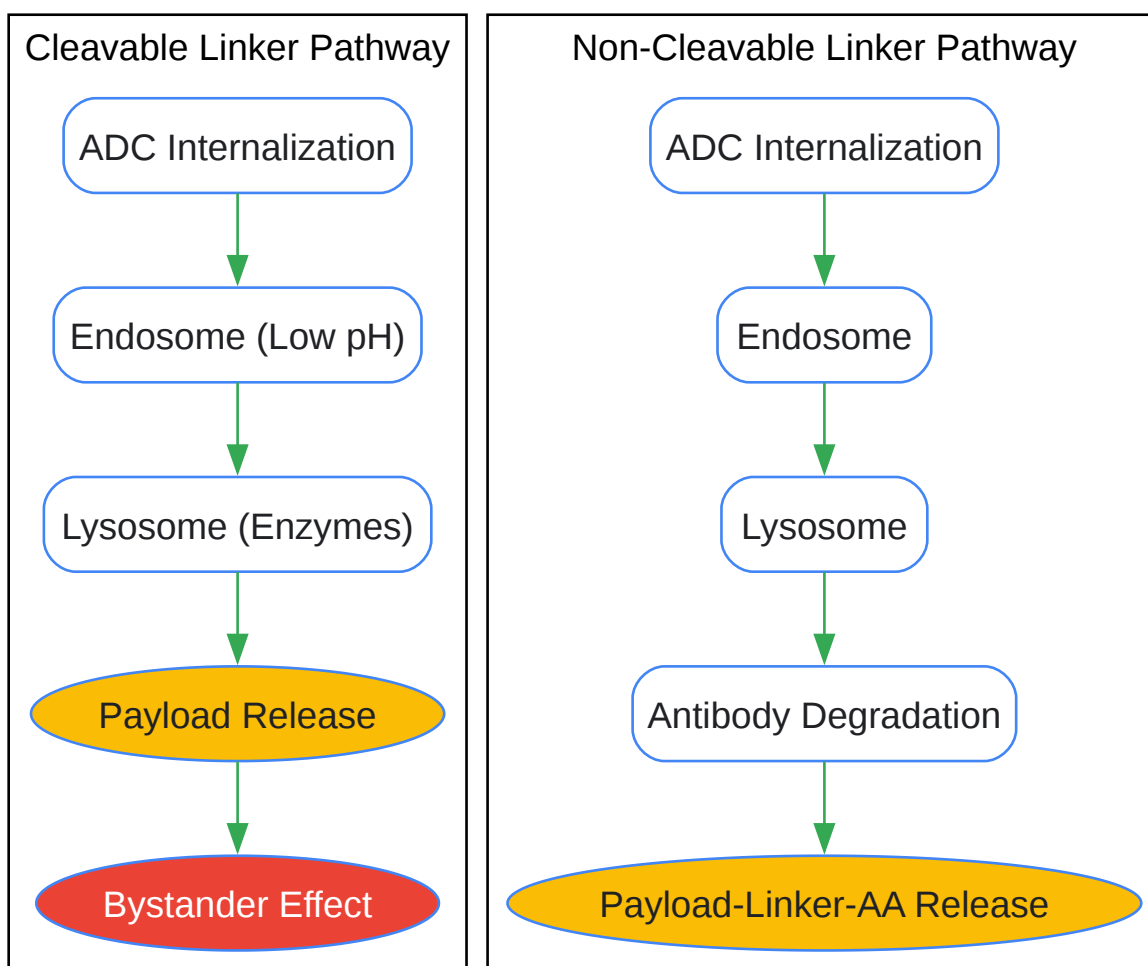 Cleavable Linker Pathway
ADC Internalization
Endosome (Low pH)
Lysosome (Enzymes)
Payload Release
Bystander Effect
Non-Cleavable Linker Pathway
ADC Internalization
Endosome
Lysosome
Antibody Degradation
Payload-Linker-AA Release